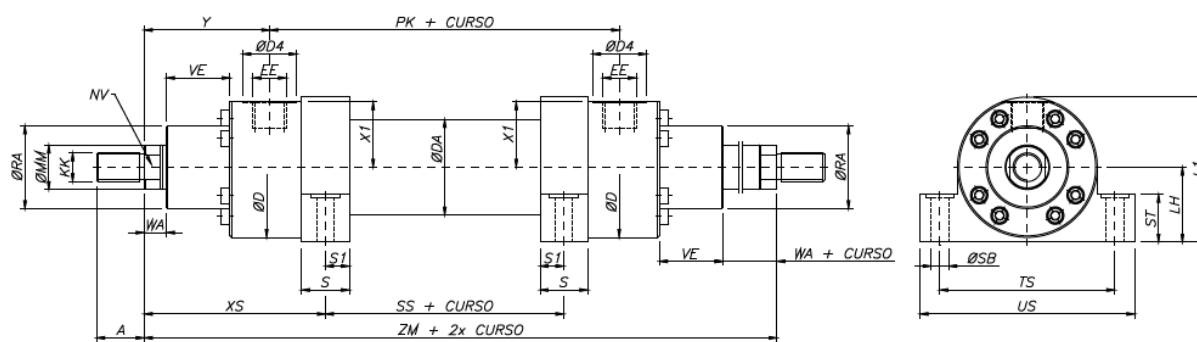 Y
PK + CURSO
ØD4
ØD4
EE
EE
VE
NV
ØRA
ØMM
KK
X1
ØDA
X1
ØRA
ØD
ØD
WA
S1
S1
S
S
VE
WA + CURSO
XS
SS + CURSO
A
ZM + 2x CURSO
ST
LH
ØSB
TS
US